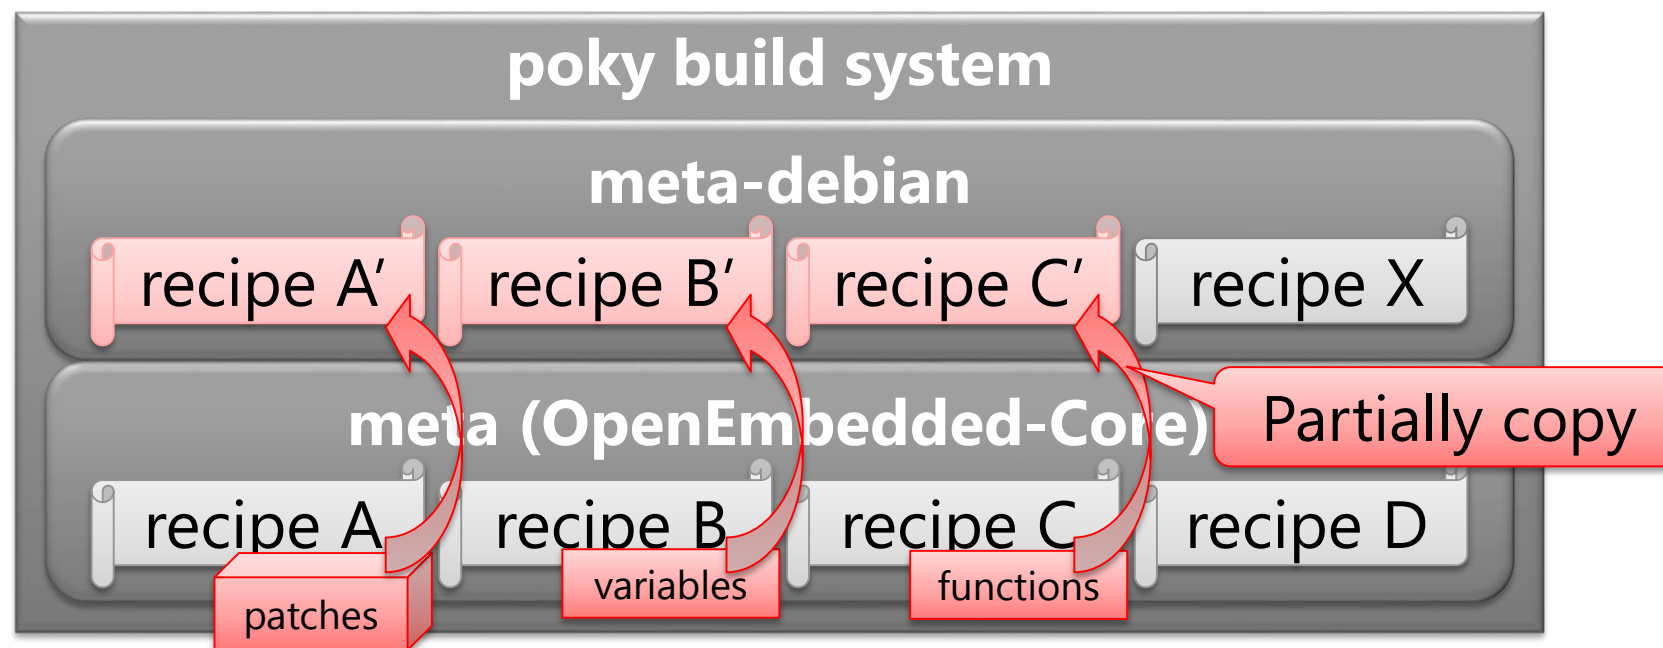 poky build system
meta-debian
recipe A’
recipe B’
recipe C’
recipe X
meta (OpenEmbedded-Core)
Partially copy
recipe A
recipe B
recipe C
recipe D
patches
variables
functions